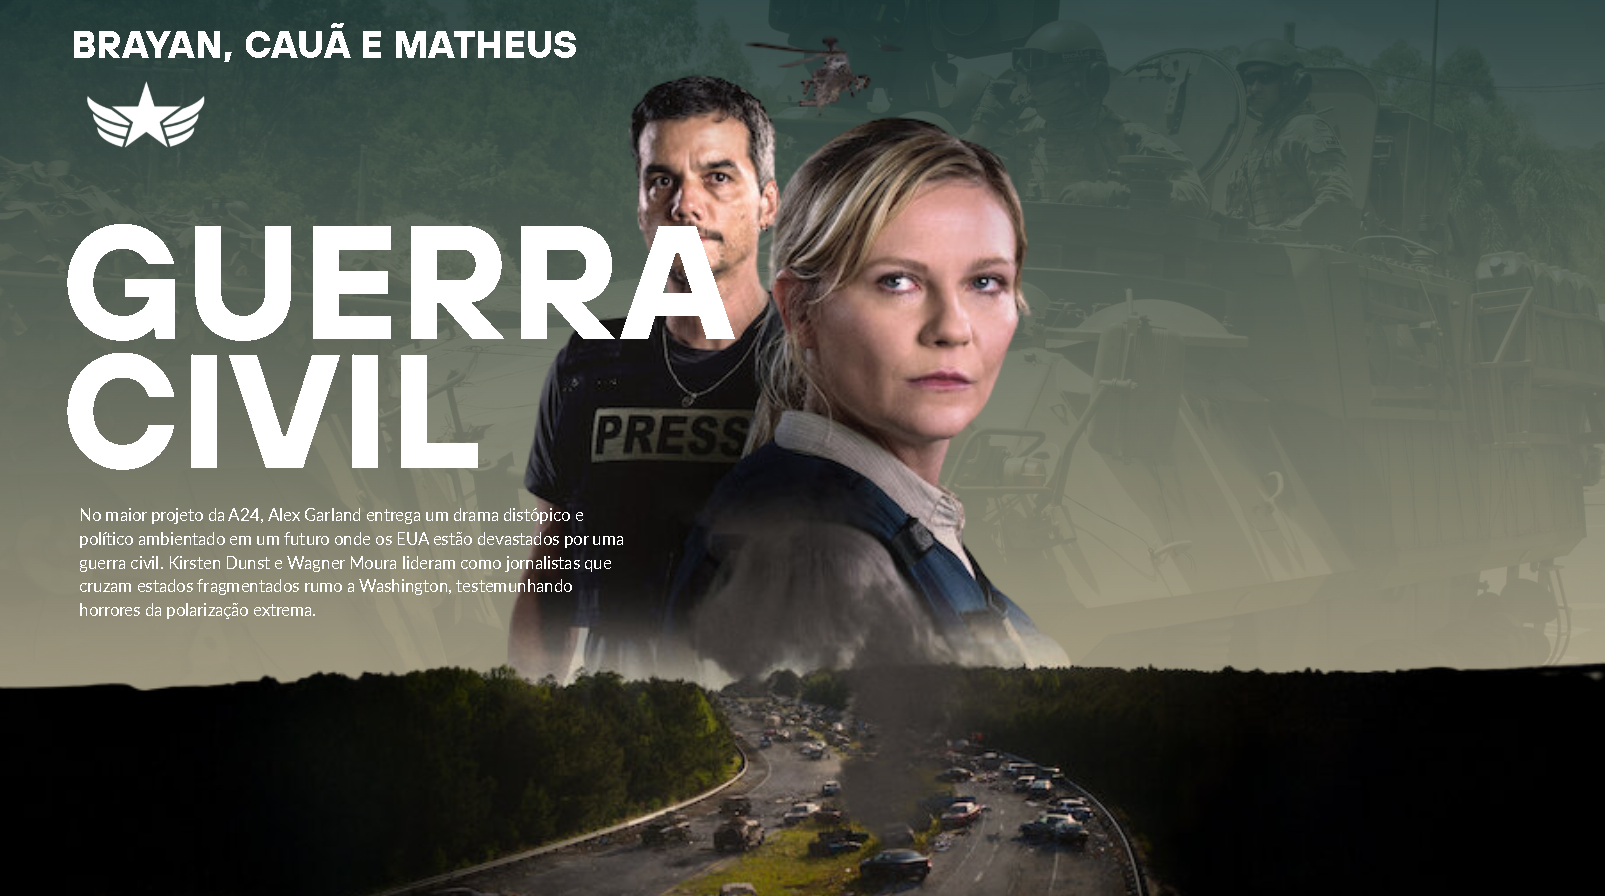 BRAYAN, CAUÃ E MATHEUS
GUERRA
CIVIL
PRESS
No maior projeto da A24, Alex Garland entrega um drama distópico e
político ambientado em um futuro onde os EUA estão devastados por uma
guerra civil. Kirsten Dunst e Wagner Moura lideram como jornalistas que
cruzam estados fragmentados rumo a Washington, testemunhando
horrores da polarização extrema.